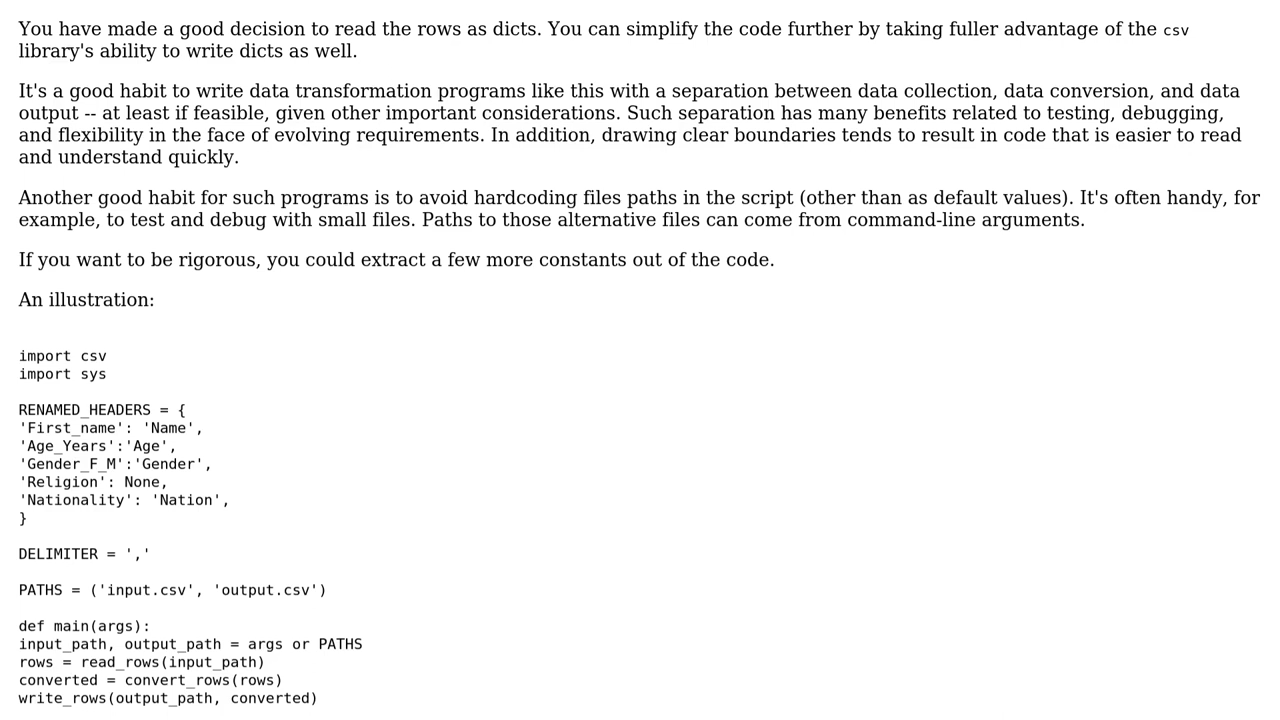 You have made a good decision to read the rows as dicts. You can simplify the code further by taking fuller advantage of the csv
library's ability to write dicts as well.
It's a good habit to write data transformation programs like this with a separation between data collection, data conversion, and data
output -- at least if feasible, given other important considerations. Such separation has many benefits related to testing, debugging,
and flexibility in the face of evolving requirements. In addition, drawing clear boundaries tends to result in code that is easier to read
and understand quickly.
Another good habit for such programs is to avoid hardcoding files paths in the script (other than as default values). It's often handy, for
example, to test and debug with small files. Paths to those alternative files can come from command-line arguments.
If you want to be rigorous, you could extract a few more constants out of the code.
An illustration:
import csv
import sys
RENAMED_HEADERS = {
'First_name': 'Name',
'Age_Years':'Age',
'Gender_F_M':'Gender',
'Religion': None,
'Nationality': 'Nation',
}
DELIMITER = ','
PATHS = ('input.csv', 'output.csv')
def main(args):
input_path, output_path = args or PATHS
rows = read_rows(input_path)
converted = convert_rows(rows)
write_rows(output_path, converted)